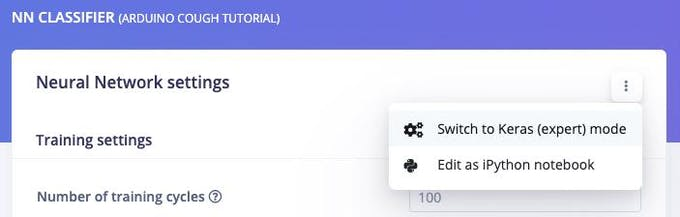 NN CLASSIFIER (ARDUINO COUGH TUTORIAL)
Neural Network settings
Switch to Keras (expert) mode
Training settings
Edit as iPython notebook
Number of training cycles
100